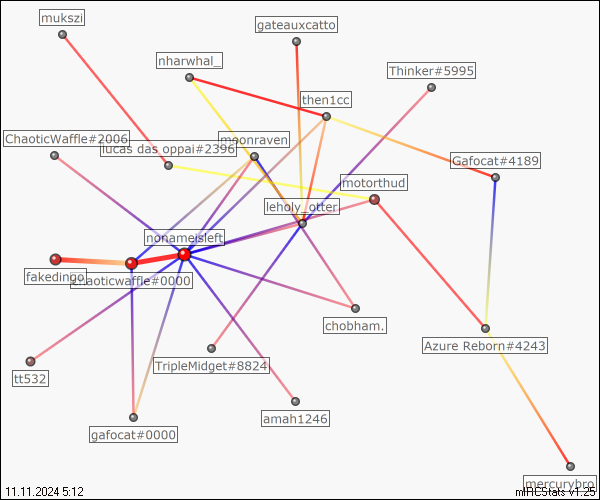 mukszi
gateauxcatto
nharwhal_
Thinker#5995
then1cc
ChaoticWaffle#2006
lucas das oppai#2396
moonraven
Gafocat#4189
motorthud
leholy_otter.
nonameisleft
fakedingo
chaoticwaffle#0000
chobham.
Azure Reborn#4243
TripleMidget#8824
tt532
amah1246
gafocat#0000
mercurybro
11.11.2024 5:12
mIRCStats v1.25